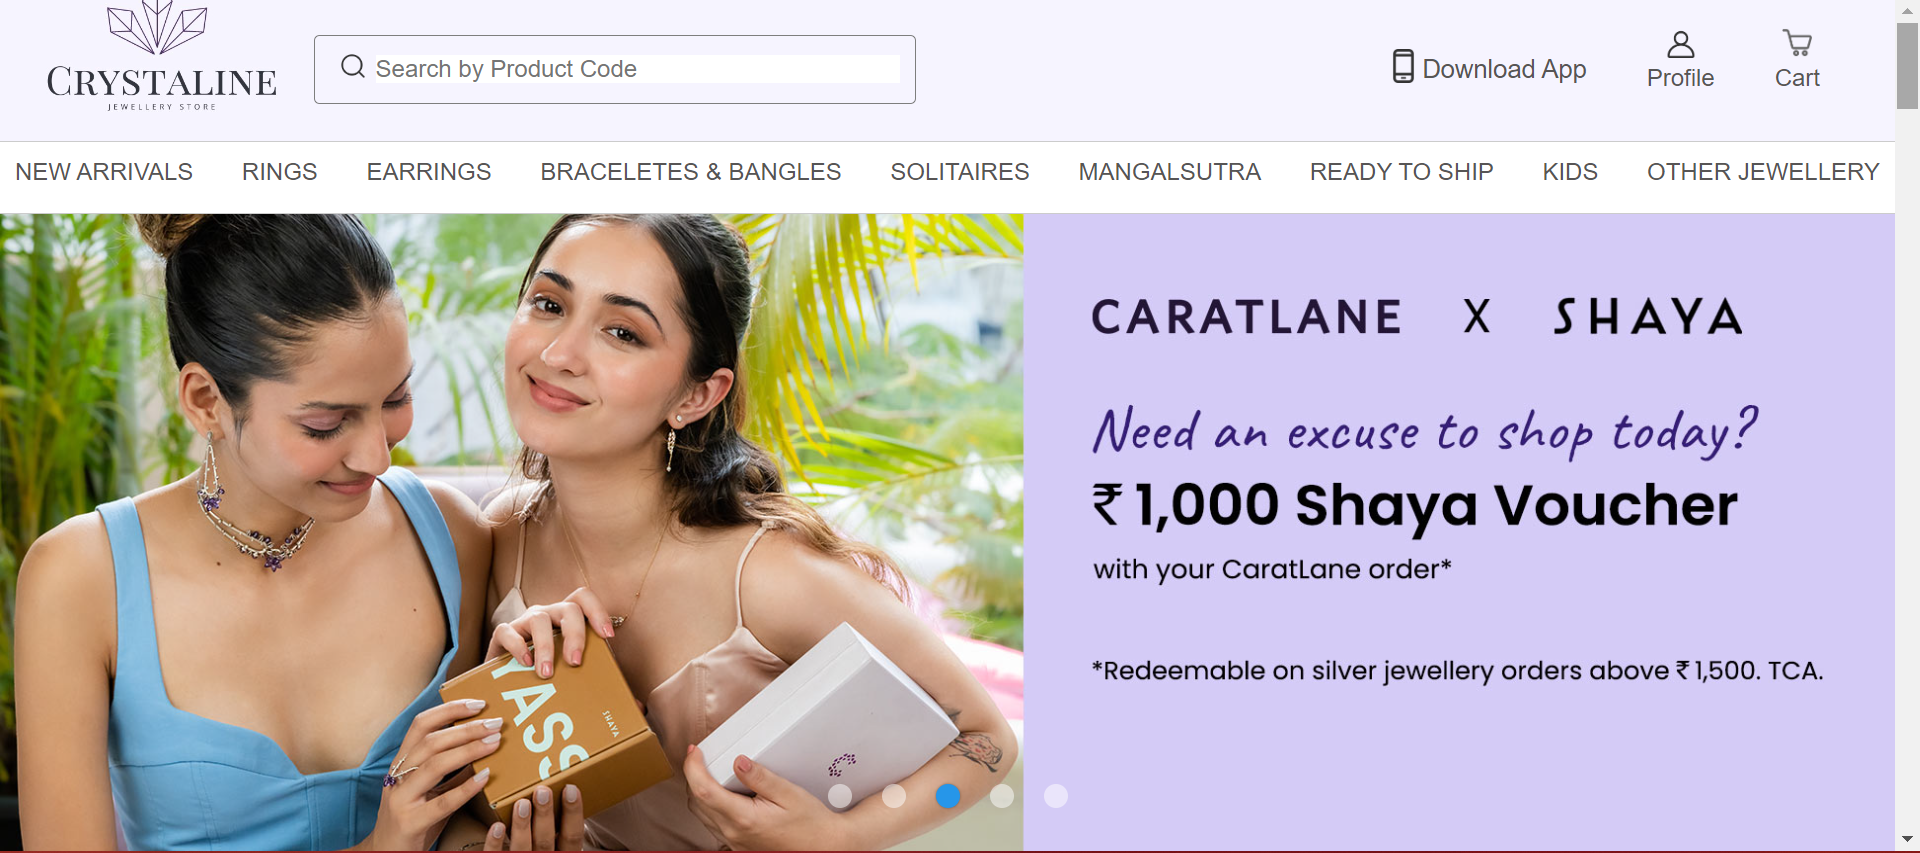 CRYSTALINE
JEWELLERY STORE
Search by Product Code
Download App
Profile
Cart
NEW ARRIVALS
RINGS
EARRINGS
BRACELETES & BANGLES
SOLITAIRES
MANGALSUTRA
READY TO SHIP
KIDS
OTHER JEWELLERY
CARATLANE X SHAYA
Need an excuse to shop today?
₹1,000 Shaya Voucher
with your CaratLane order*
*Redeemable on silver jewellery orders above ₹1,500. TCA.
YASS
SHAYA